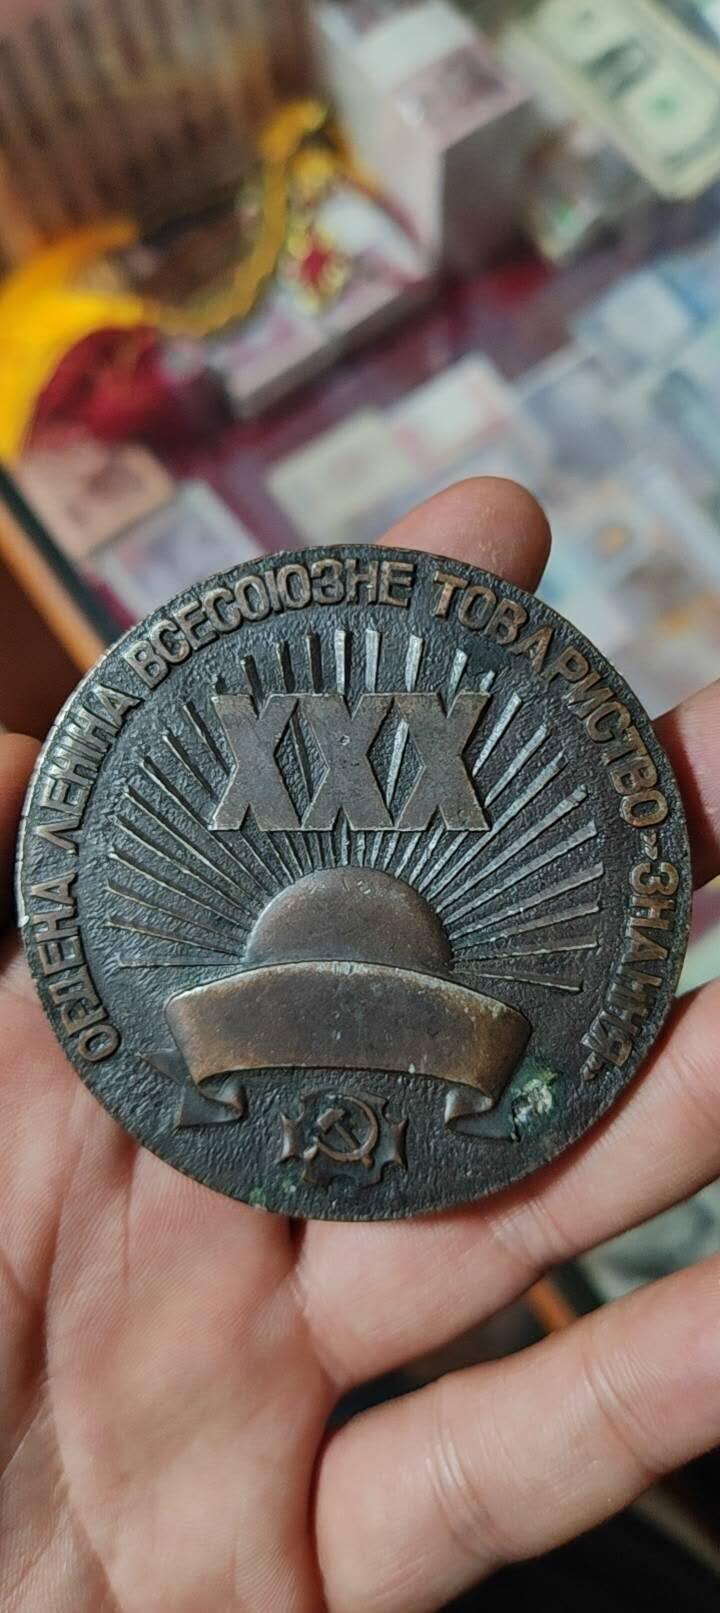 ОРДЕНА ЛЕНІНА ВСЕСОЮЗНЕ ТОВАРИСТВО »ЗНАННЯ«
XXX